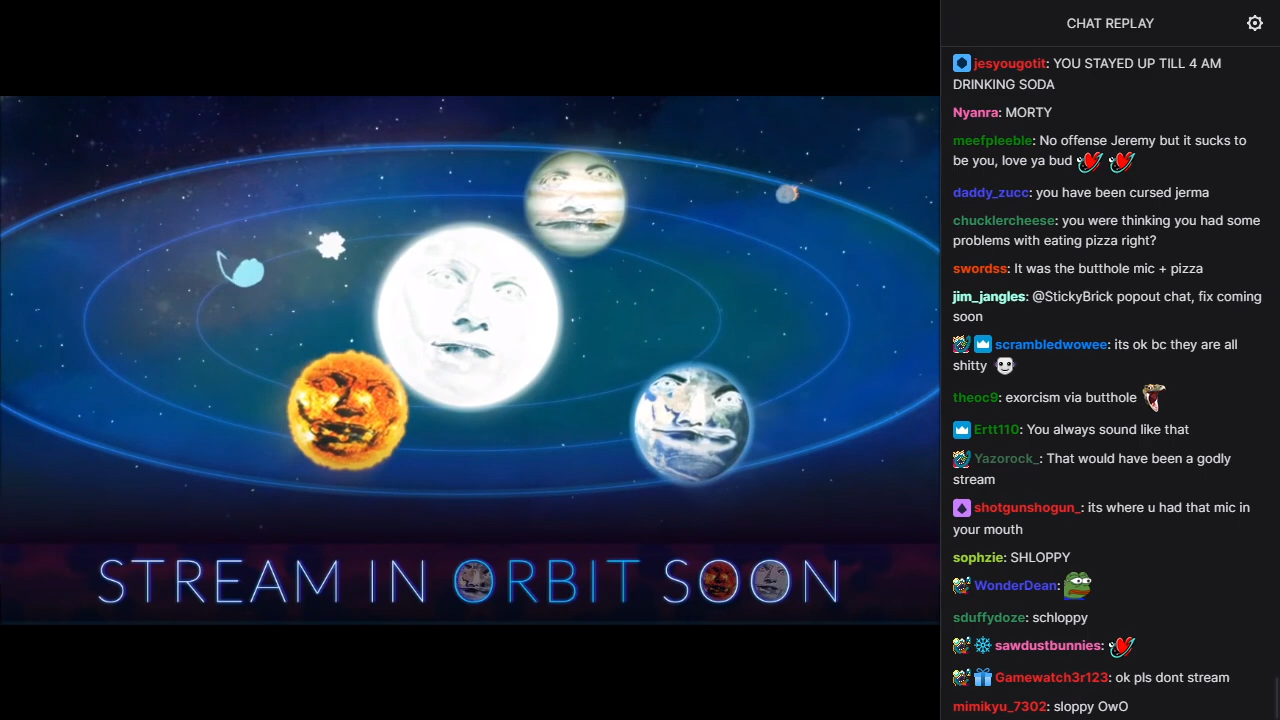 CHAT REPLAY
jesyougotit: YOU STAYED UP TILL 4 AM
DRINKING SODA
Nyanra: MORTY
meefpleeble: No offense Jeremy but it sucks to
be you, love ya bud
daddy_zucc: you have been cursed jerma
chucklercheese: you were thinking you had some
problems with eating pizza right?
swordss: It was the butthole mic + pizza
jim_jangles: @StickyBrick popout chat, fix coming
soon
scrambledwowee: its ok bc they are all
shitty
theoc9: exorcism via butthole
Ertt110: You always sound like that
Yazorock_: That would have been a godly
stream
shotgunshogun_: its where u had that mic in
your mouth
sophzie: SHLOPPY
WonderDean:
sduffydoze: schloppy
sawdustbunnies:
Gamewatch3r123: ok pls dont stream
mimikyu_7302: sloppy OwO
STREAM IN ORBIT SOON